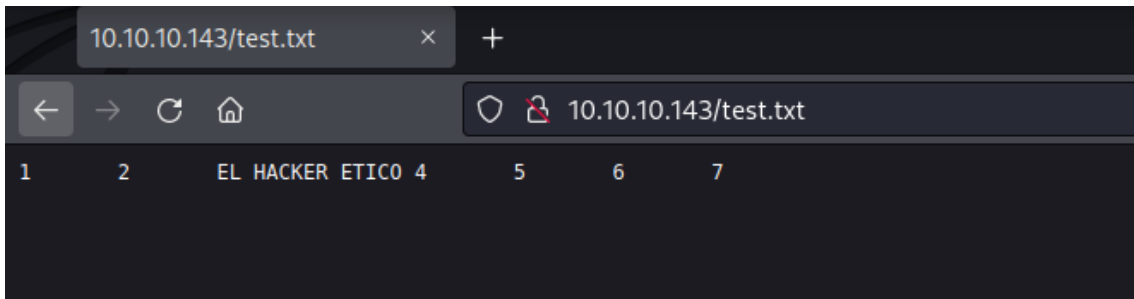 10.10.10.143/test.txt × +
10.10.10.143/test.txt
1 2 EL HACKER ETICO 4 5 6 7